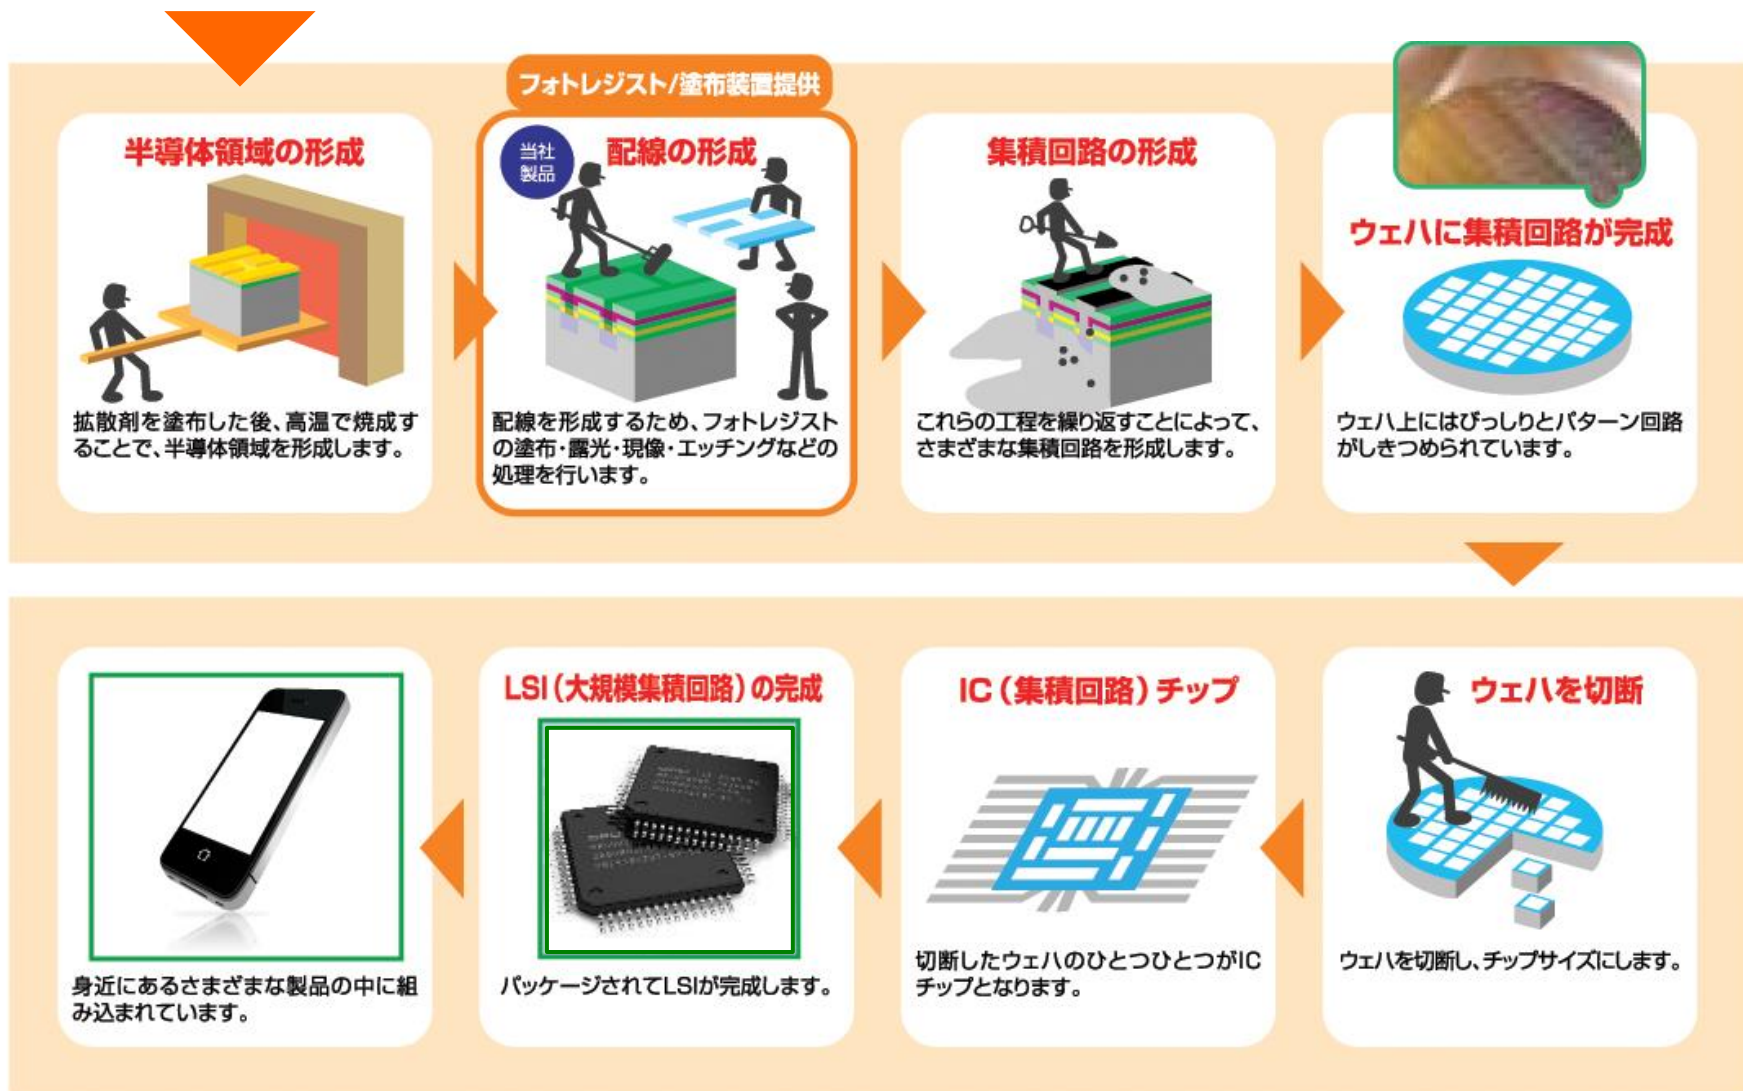 フォトレジスト/塗布装置提供
半導体領域の形成
拡散剤を塗布した後、高温で焼成す
ることで、半導体領域を形成します。
当社
製品
配線の形成
配線を形成するため、フォトレジスト
の塗布・露光・現像・エッチングなどの
処理を行います。
集積回路の形成
これらの工程を繰り返すことによって、
さまざまな集積回路を形成します。
ウェハに集積回路が完成
ウェハ上にはびっしりとパターン回路
がしきつめられています。
身近にあるさまざまな製品の中に組
み込まれています。
LSI（大規模集積回路）の完成
パッケージされてLSIが完成します。
IC（集積回路）チップ
切断したウェハのひとつひとつがIC
チップとなります。
ウェハを切断
ウェハを切断し、チップサイズにします。